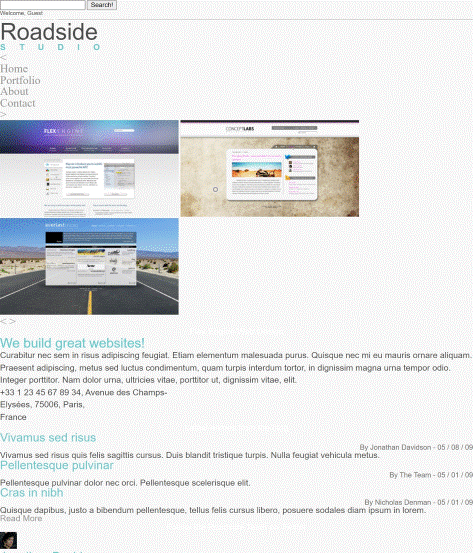 Search!
Welcome, Guest
Roadside
STUDIO
<
Home
Portfolio
About
Contact
>
FLEXENGINE
CONCEPTLABS
<>
We build great websites!
Curabitur nec sem in risus adipiscing feugiat. Etiam elementum malesuada purus. Quisque nec mi eu mauris ornare aliquam.
Praesent adipiscing, metus sed luctus condimentum, quam turpis interdum tortor, in dignissim magna urna tempor odio.
Integer porttitor. Nam dolor urna, ultricies vitae, porttitor ut, dignissim vitae, elit.
+33 1 23 45 67 89 34, Avenue des Champs-
Elysées, 75006, Paris,
France
Vivamus sed risus
By Jonathan Davidson - 05 / 08 / 09
Vivamus sed risus quis felis sagittis cursus. Duis blandit tristique turpis. Nulla feugiat vehicula metus.
Pellentesque pulvinar
By The Team - 05 / 01 / 09
Pellentesque pulvinar dolor nec orci. Pellentesque scelerisque elit.
Cras in nibh
By Nicholas Denman - 05 / 01 / 09
Quisque dapibus, justo a bibendum pellentesque, tellus felis cursus libero, posuere sodales diam ipsum in lorem.
Read More